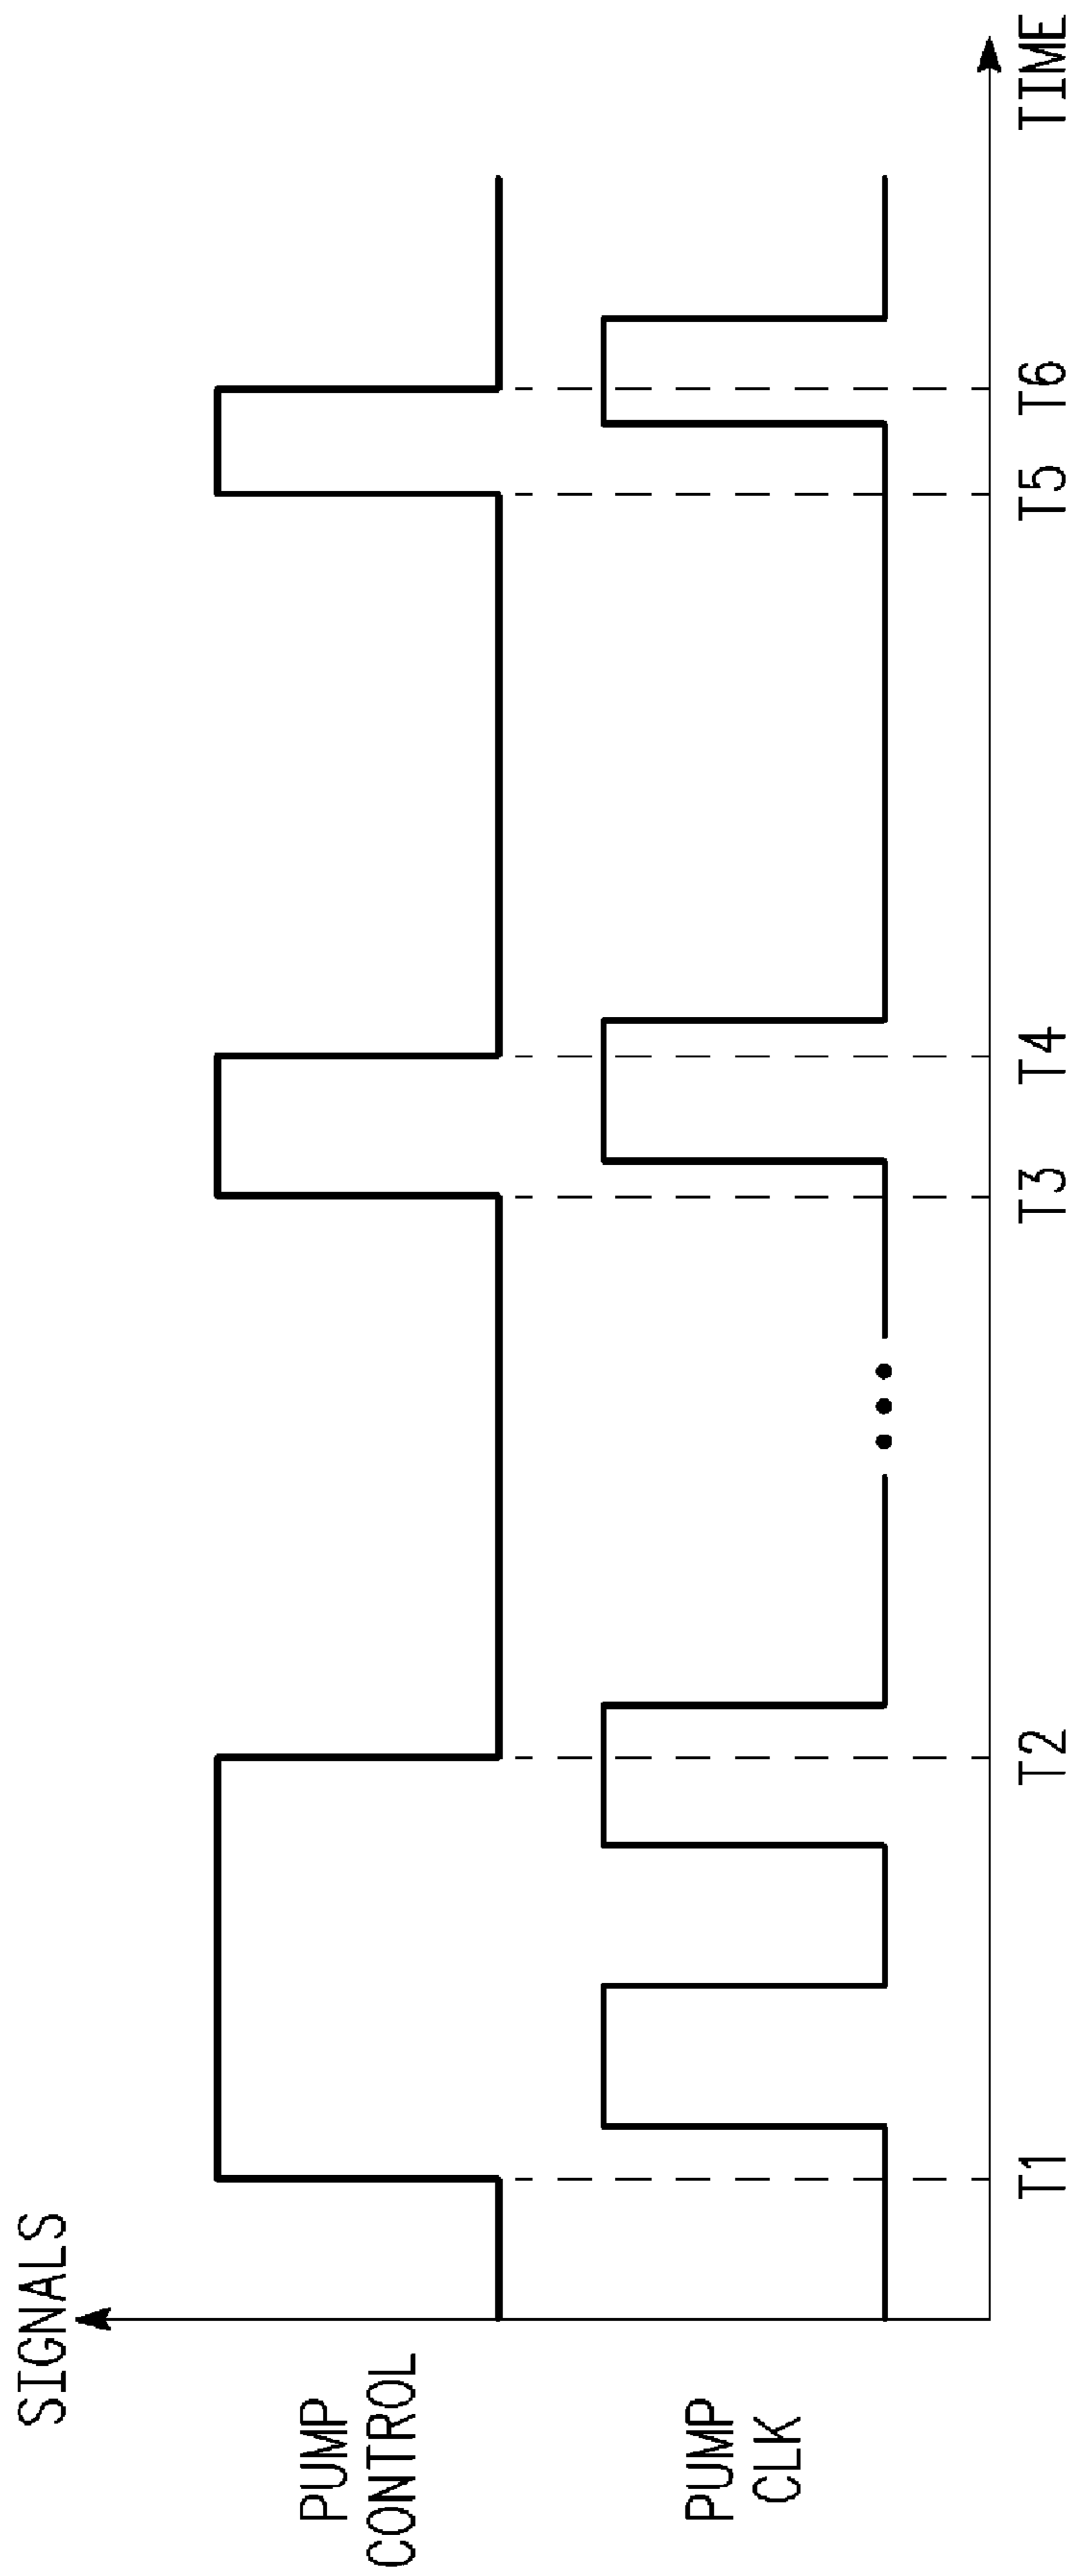 SIGNALS
PUMP
CONTROL
PUMP
CLK
T1
T2
T3
T4
T5
T6
TIME